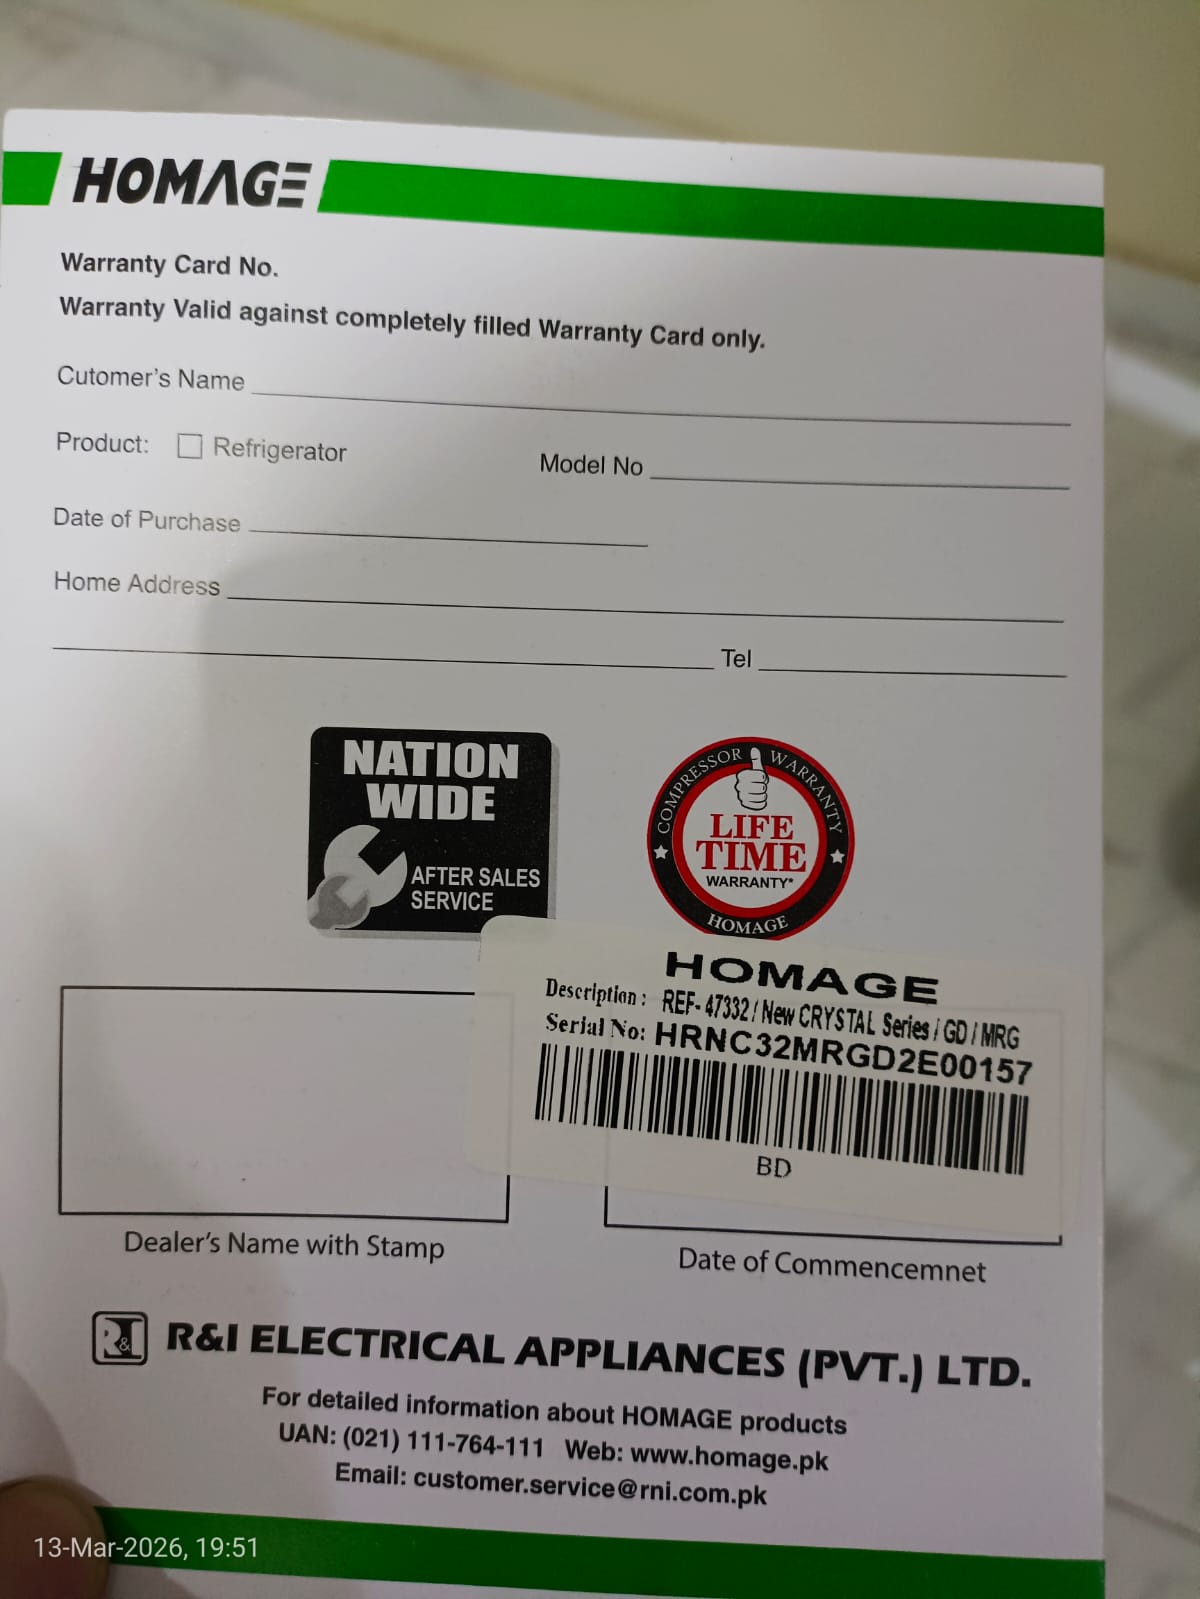 HOMAGE
Warranty Card No.
Warranty Valid against completely filled Warranty Card only.
Cutomer's Name
Product: Refrigerator Model No
Date of Purchase
Home Address
Tel
NATION
WIDE
AFTER SALES
SERVICE
COMPRESSOR WARRANTY
LIFE
TIME
WARRANTY*
HOMAGE
HOMAGE
Description : REF- 47332 / New CRYSTAL Series / GD / MRG
Serial No: HRNC32MRGD2E00157
BD
Dealer's Name with Stamp
Date of Commencemnet
R&I R&I ELECTRICAL APPLIANCES (PVT.) LTD.
For detailed information about HOMAGE products
UAN: (021) 111-764-111 Web: www.homage.pk
Email: customer.service@rni.com.pk
13-Mar-2026, 19:51